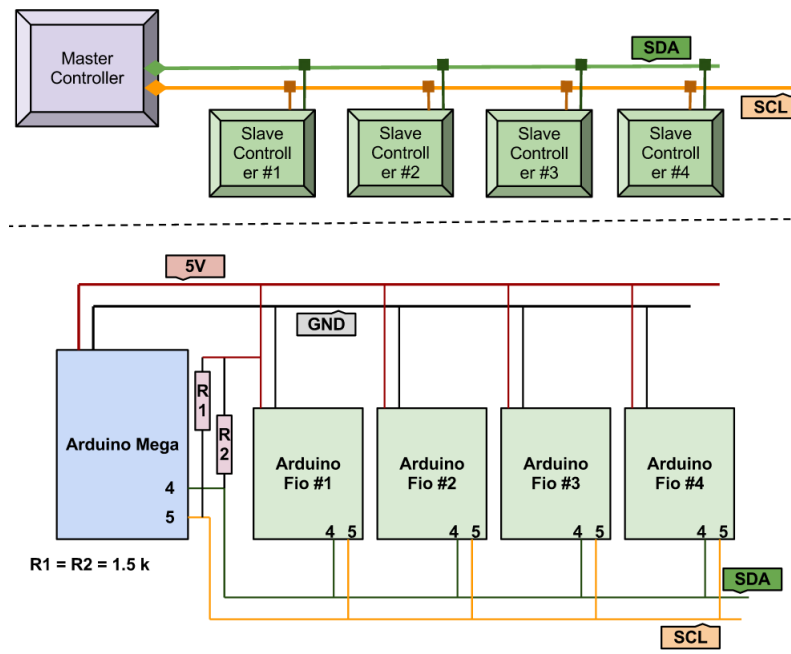 Master
Controller
SDA
SCL
Slave
Controll
er #1
Slave
Controll
er #2
Slave
Controll
er #3
Slave
Controll
er #4
5V
GND
Arduino Mega
4
5
R
1
R
2
Arduino
Fio #1
4 5
Arduino
Fio #2
4 5
Arduino
Fio #3
4 5
Arduino
Fio #4
4 5
R1 = R2 = 1.5 k
SDA
SCL